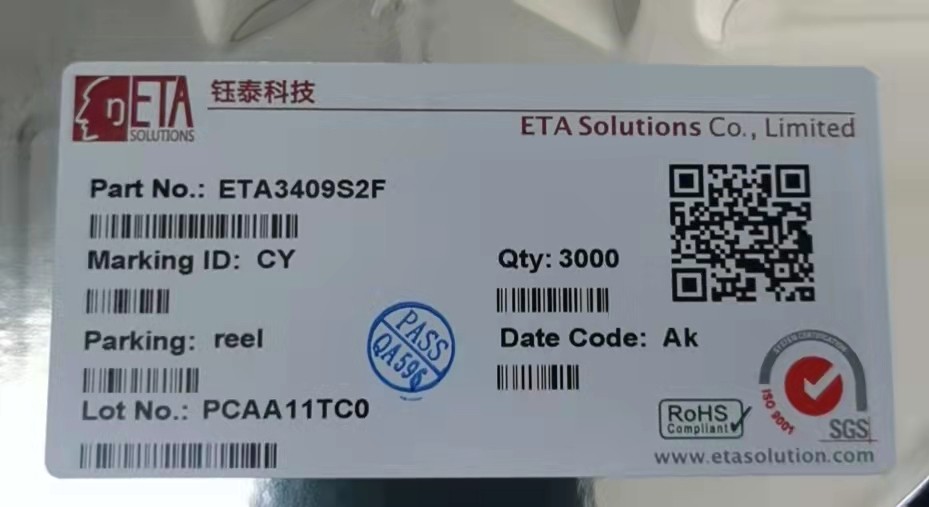 ETA
SOLUTIONS
钰泰科技
ETA Solutions Co., Limited
Part No.: ETA3409S2F
Marking ID: CY
Qty: 3000
Parking: reel
PASS
QA596
Date Code: Ak
Lot No.: PCAA11TC0
RoHS
Compliant
SYSTEM CERTIFICATION
ISO 9001
SGS
www.etasolution.com